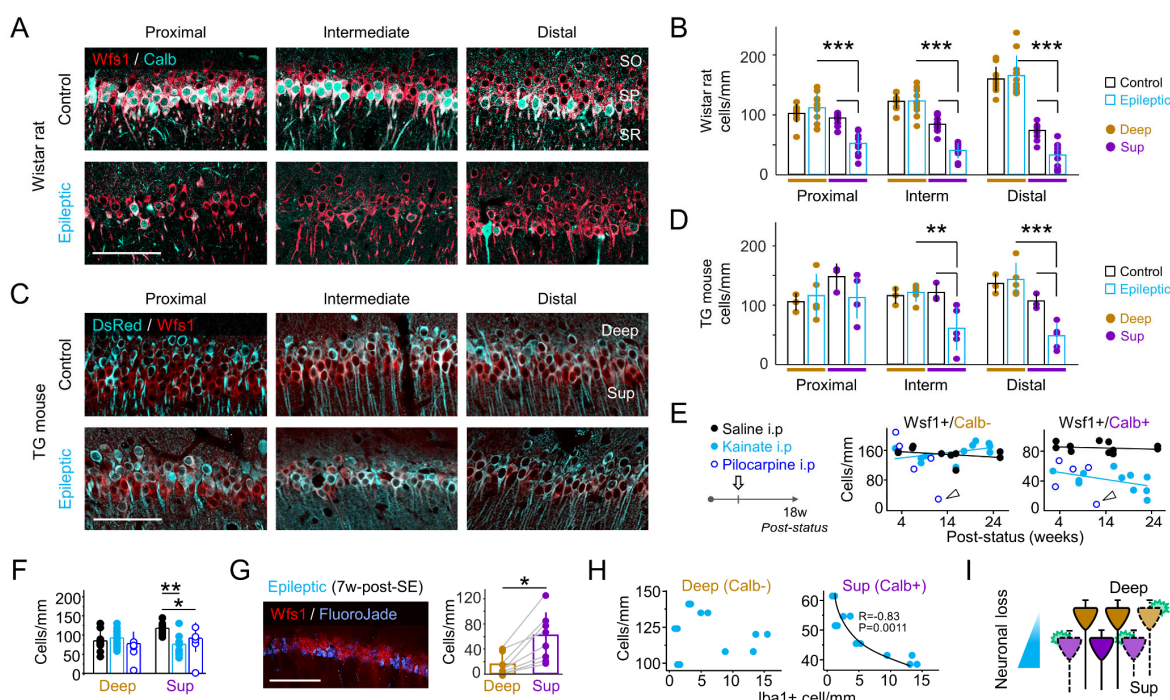 A
Proximal
Intermediate
Distal
Wfs1 / Calb
SO
SP
SR
Control
Epileptic
Wistar rat
B
Wistar rat
cells/mm
200
100
0
***
***
***
Proximal
Interm
Distal
Control
Epileptic
Deep
Sup
C
Proximal
Intermediate
Distal
DsRed / Wfs1
Deep
Sup
Control
Epileptic
TG mouse
D
TG mouse
cells/mm
200
100
0
**
***
Proximal
Interm
Distal
Control
Epileptic
Deep
Sup
E
Saline i.p
Kainate i.p
Pilocarpine i.p
18w
Post-status
Wsf1+/Calb-
Wsf1+/Calb+
Cells/mm
160
80
0
120
80
40
0
4 14 24
4 14 24
Post-status (weeks)
F
Cells/mm
200
150
100
50
0
**
*
Deep
Sup
G
Epileptic (7w-post-SE)
Wfs1 / FluoroJade
120
80
40
0
*
Deep
Sup
H
Cells/mm
Deep (Calb-)
150
125
100
0 5 10 15
Sup (Calb+)
60
50
40
R=-0.83
P=0.0011
0 5 10 15
Iba1+ cell/mm
I
Neuronal loss
Deep
Sup